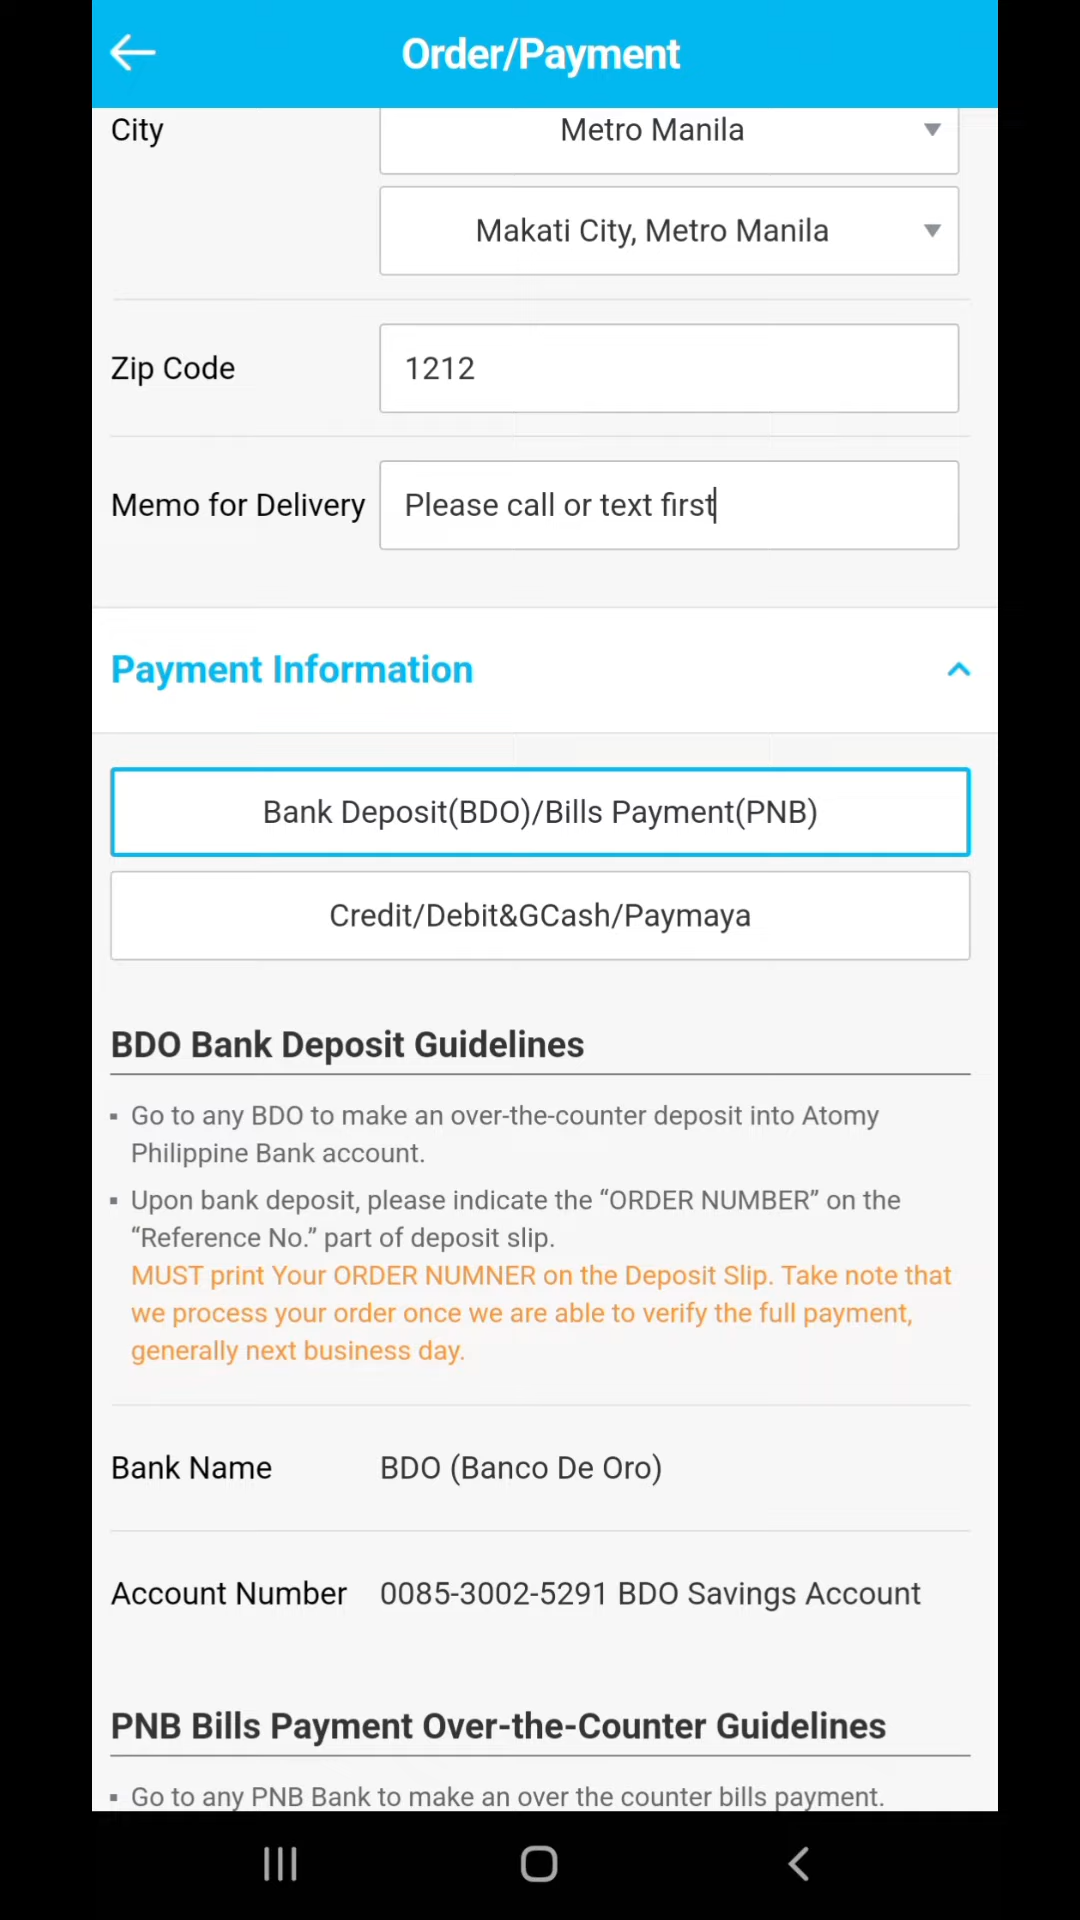 Order/Payment
City
Metro Manila
Makati City, Metro Manila
Zip Code
1212
Memo for Delivery
Please call or text first
Payment Information
Bank Deposit(BDO)/Bills Payment(PNB)
Credit/Debit&GCash/Paymaya
BDO Bank Deposit Guidelines
▪ Go to any BDO to make an over-the-counter deposit into Atomy
Philippine Bank account.
▪ Upon bank deposit, please indicate the “ORDER NUMBER” on the
“Reference No.” part of deposit slip.
MUST print Your ORDER NUMNER on the Deposit Slip. Take note that
we process your order once we are able to verify the full payment,
generally next business day.
Bank Name
BDO (Banco De Oro)
Account Number
0085-3002-5291 BDO Savings Account
PNB Bills Payment Over-the-Counter Guidelines
▪ Go to any PNB Bank to make an over the counter bills payment.